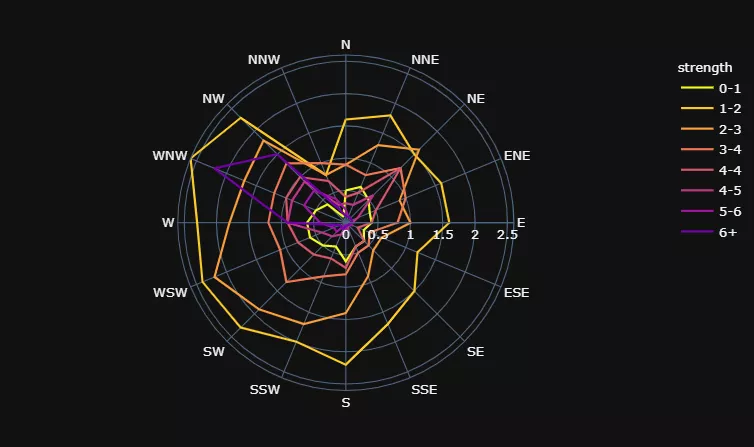 N
NNW
NNE
strength
NW
NE
0-1
1-2
2-3
WNW
ENE
3-4
4-4
4-5
5-6
W
E
6+
0
0.5
1
1.5
2
2.5
WSW
ESE
SW
SE
SSW
SSE
S